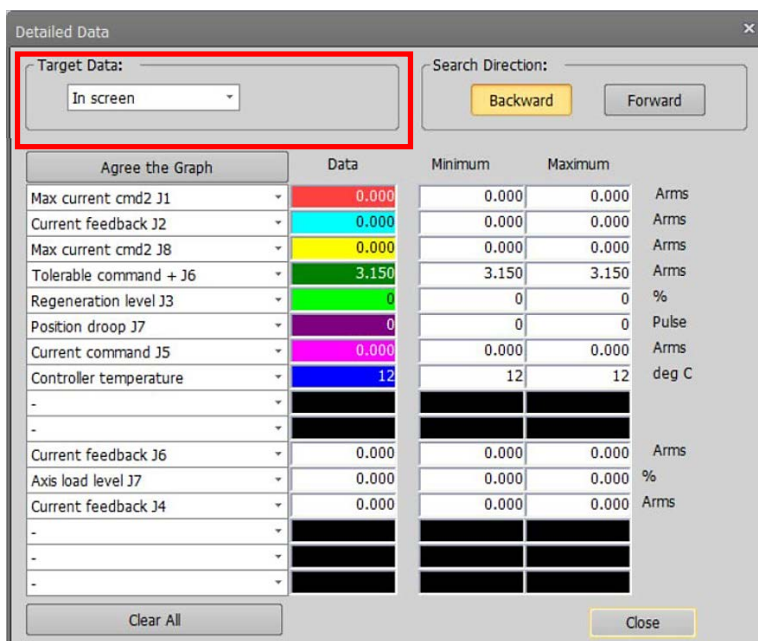 Detailed Data
Target Data:
In screen
Search Direction:
Backward Forward
Agree the Graph Data Minimum Maximum
Max current cmd2 J1 0.000 0.000 0.000 Arms
Current feedback J2 0.000 0.000 0.000 Arms
Max current cmd2 J8 0.000 0.000 0.000 Arms
Tolerable command + J6 3.150 3.150 3.150 Arms
Regeneration level J3 0 0 0 %
Position droop J7 0 0 0 Pulse
Current command J5 0.000 0.000 0.000 Arms
Controller temperature 12 12 12 deg C
-
-
Current feedback J6 0.000 0.000 0.000 Arms
Axis load level J7 0.000 0.000 0.000 %
Current feedback J4 0.000 0.000 0.000 Arms
-
-
-
Clear All Close